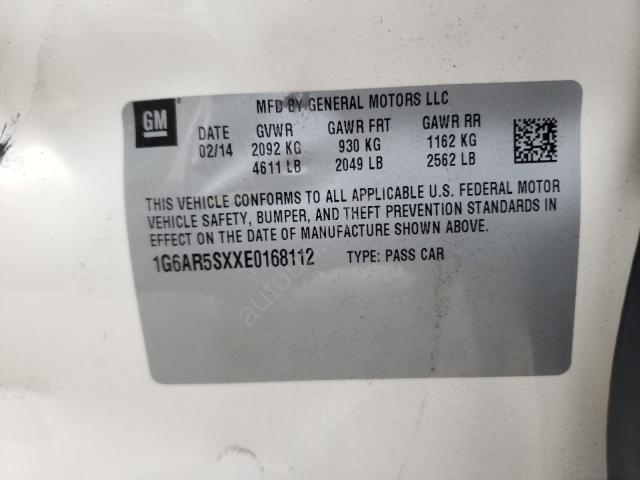 GM
MFD BY GENERAL MOTORS LLC
DATE GVWR GAWR FRT GAWR RR
02/14 2092 KG 930 KG 1162 KG
4611 LB 2049 LB 2562 LB
THIS VEHICLE CONFORMS TO ALL APPLICABLE U.S. FEDERAL MOTOR
VEHICLE SAFETY, BUMPER, AND THEFT PREVENTION STANDARDS IN
EFFECT ON THE DATE OF MANUFACTURE SHOWN ABOVE.
1G6AR5SXXE0168112 TYPE: PASS CAR